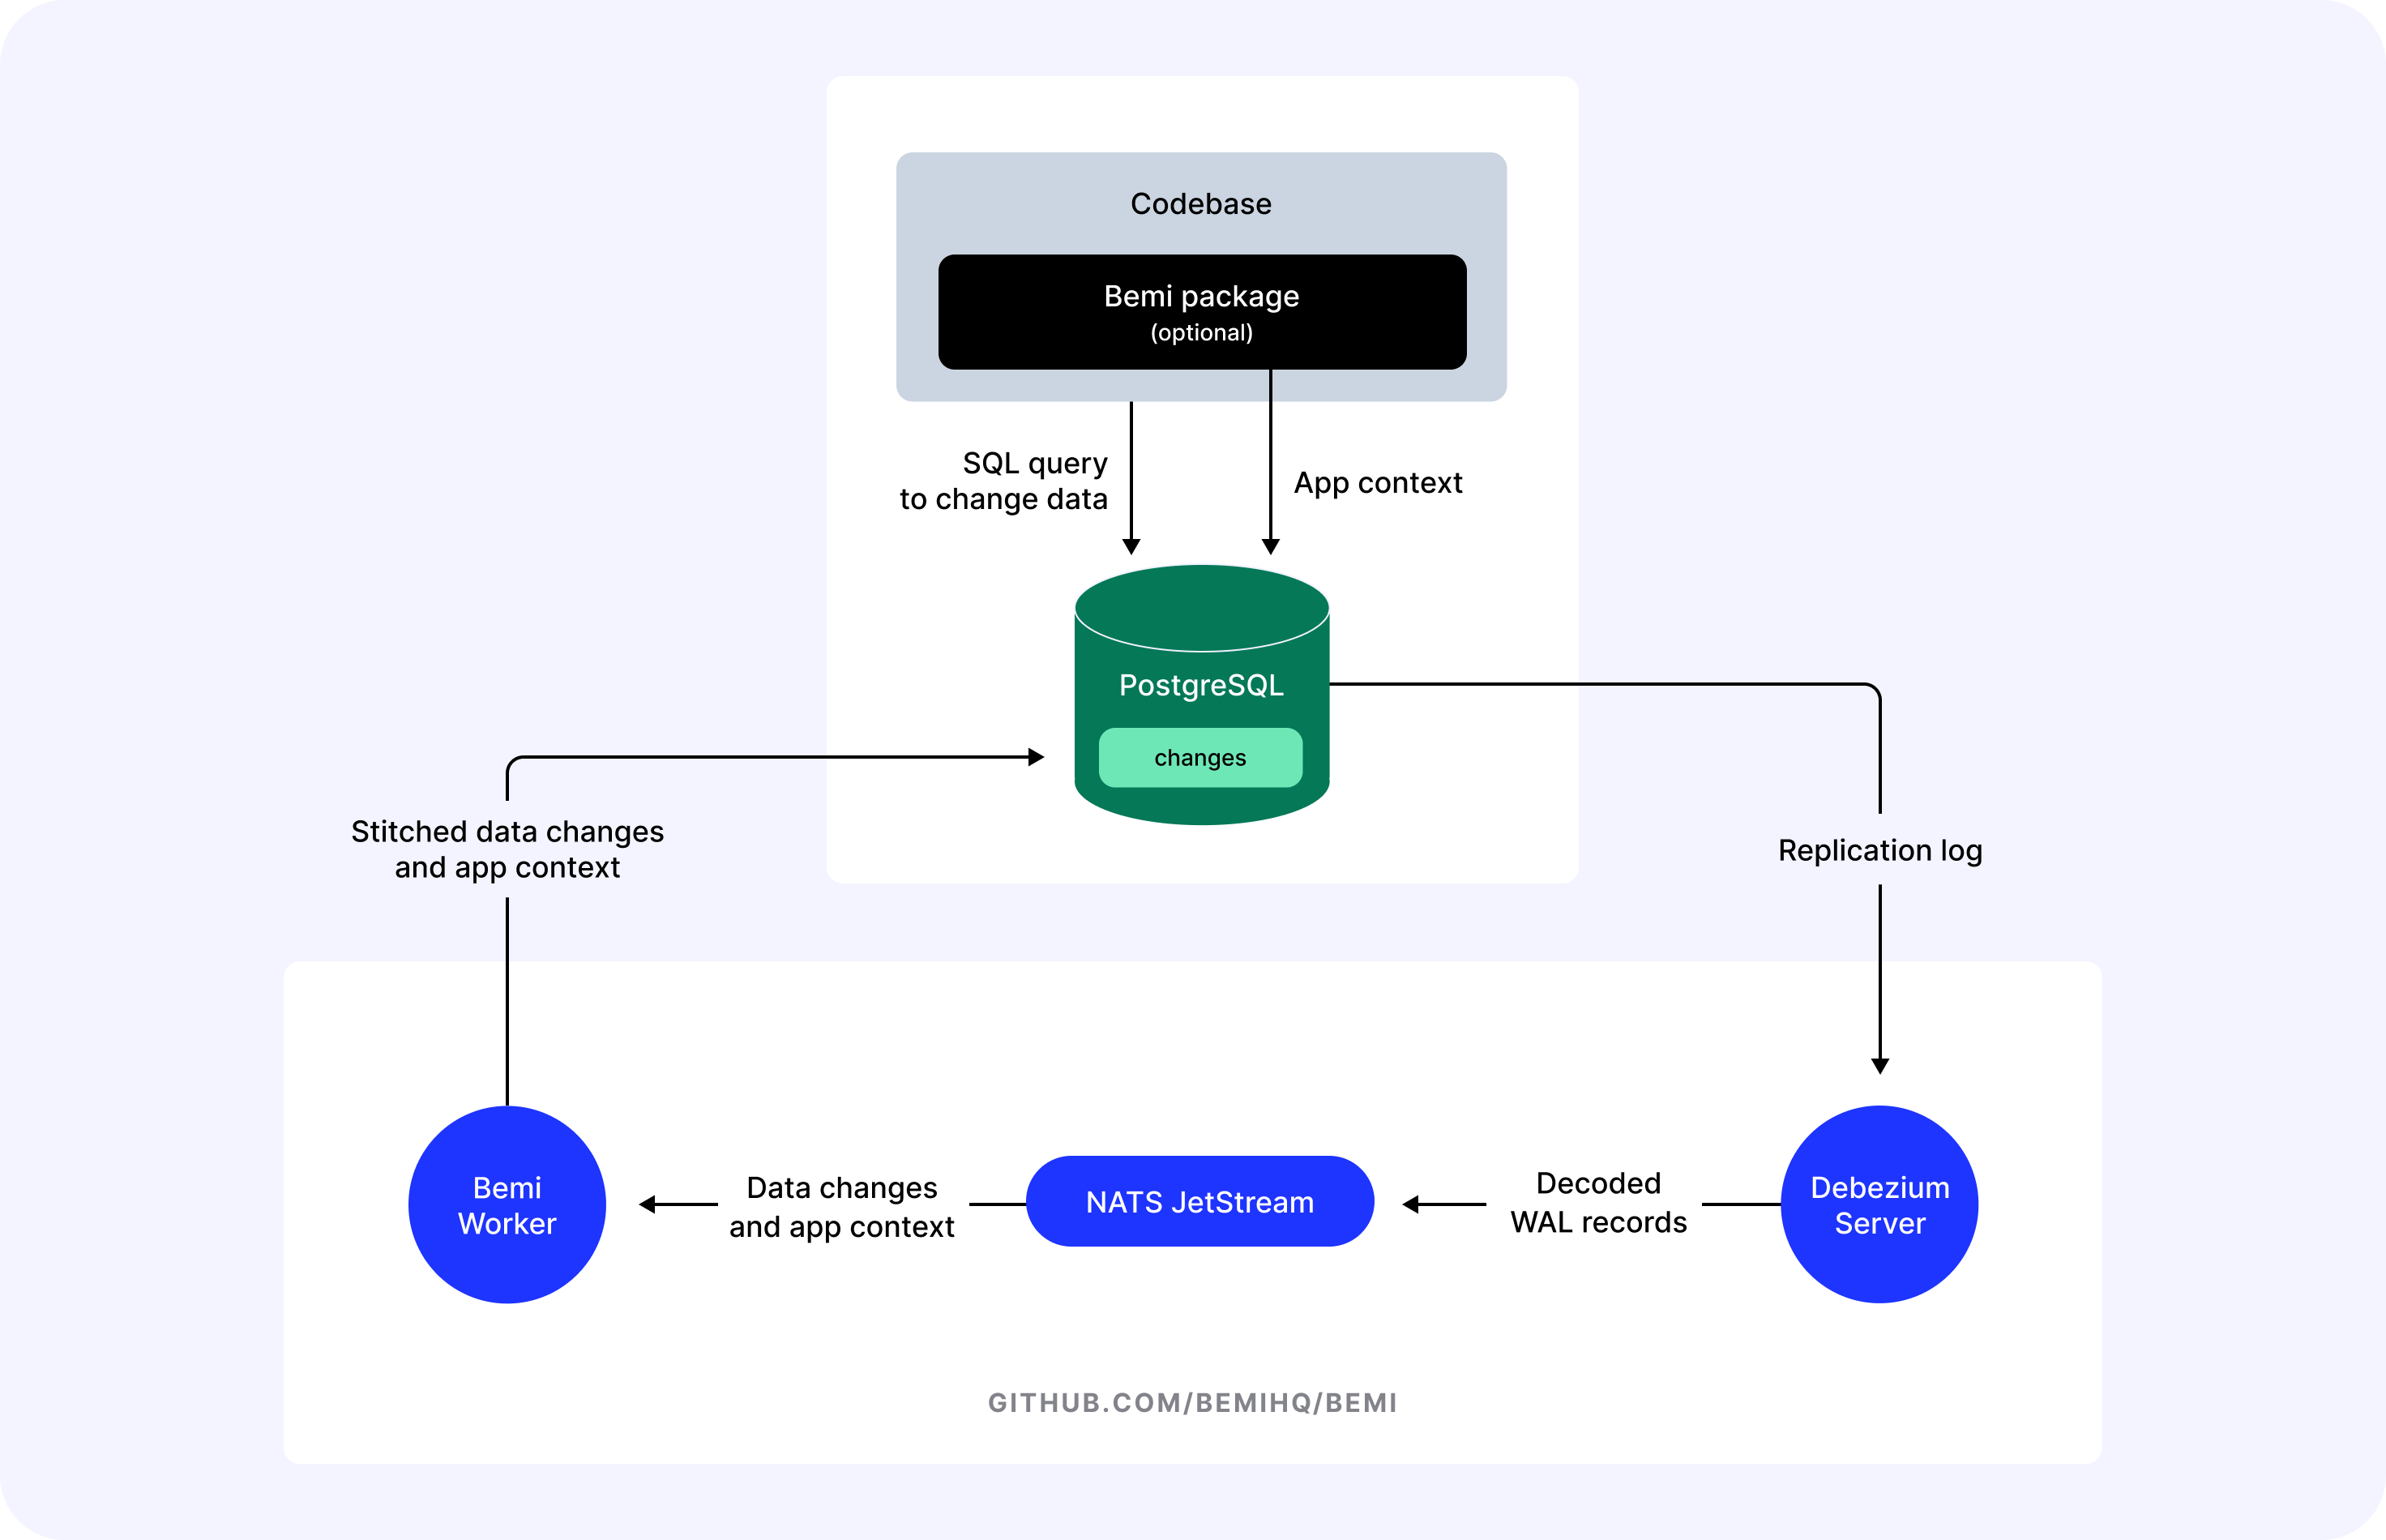 Codebase
Bemi package
(optional)
SQL query
to change data
App context
PostgreSQL
changes
Stitched data changes
and app context
Replication log
Bemi
Worker
Data changes
and app context
NATS JetStream
Decoded
WAL records
Debezium
Server
GITHUB.COM/BEMIHQ/BEMI